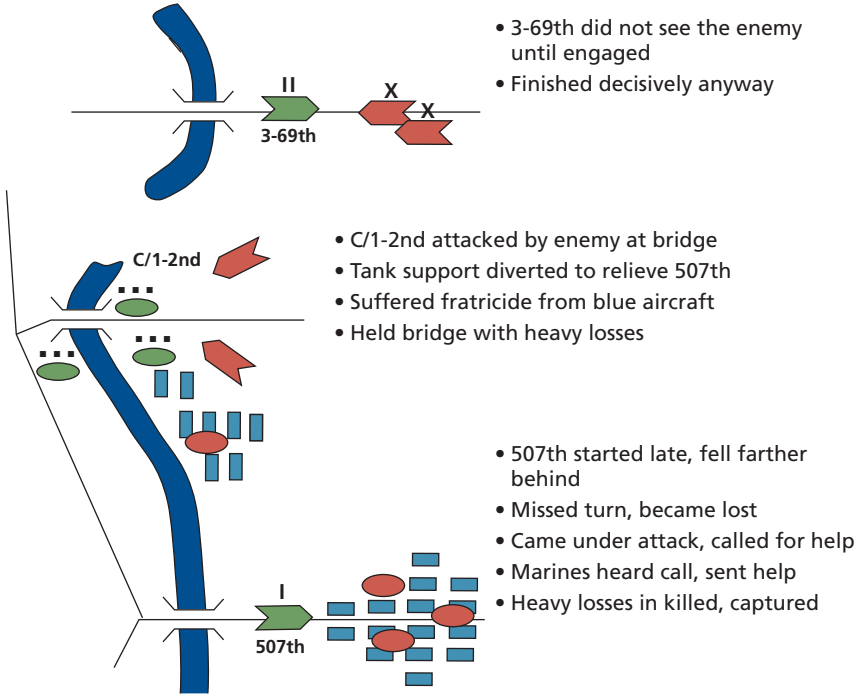 • 3-69th did not see the enemy
until engaged
• Finished decisively anyway
II
3-69th
X
X
C/1-2nd
• C/1-2nd attacked by enemy at bridge
• Tank support diverted to relieve 507th
• Suffered fratricide from blue aircraft
• Held bridge with heavy losses
• 507th started late, fell farther
behind
• Missed turn, became lost
• Came under attack, called for help
• Marines heard call, sent help
• Heavy losses in killed, captured
I
507th